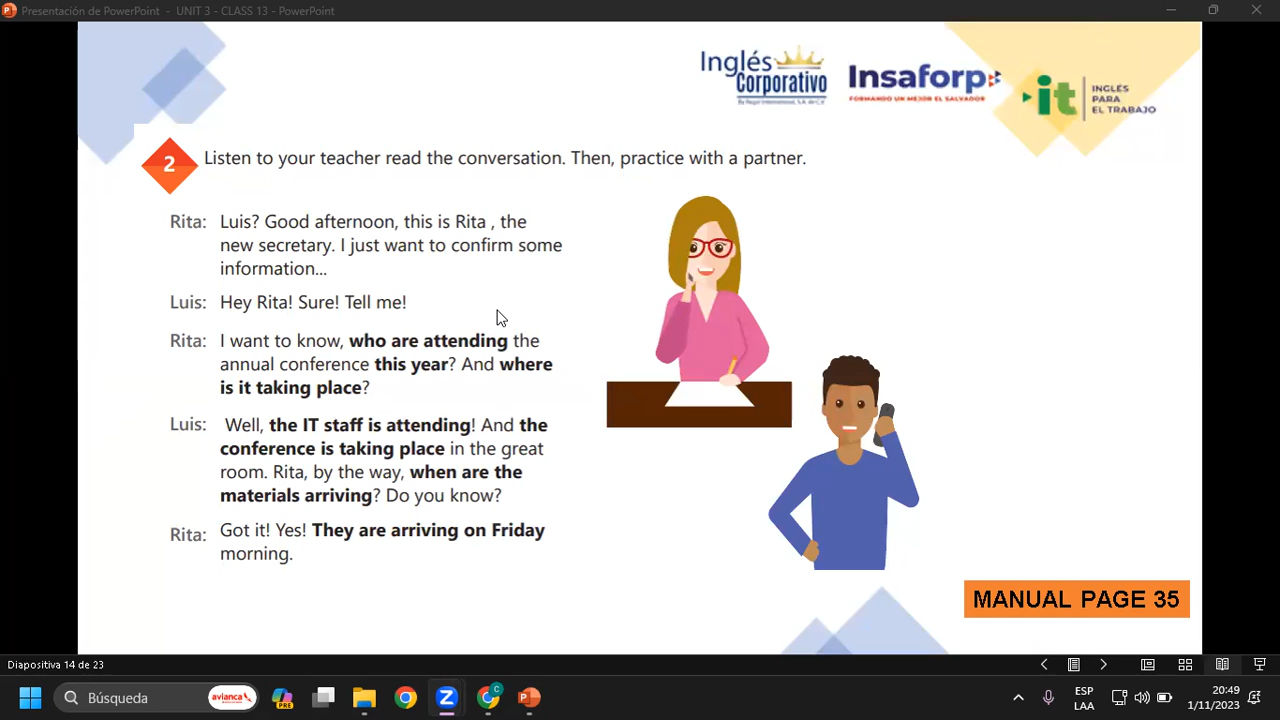 Presentación de PowerPoint - UNIT 3 - CLASS 13 - PowerPoint
Inglés
Corporativo
Insaforp
FORMANDO UN MEJOR EL SALVADOR
it
INGLÉS
PARA
EL TRABAJO
2
Listen to your teacher read the conversation. Then, practice with a partner.
Rita: Luis? Good afternoon, this is Rita , the
new secretary. I just want to confirm some
information...
Luis: Hey Rita! Sure! Tell me!
Rita: I want to know, who are attending the
annual conference this year? And where
is it taking place?
Luis: Well, the IT staff is attending! And the
conference is taking place in the great
room. Rita, by the way, when are the
materials arriving? Do you know?
Rita: Got it! Yes! They are arriving on Friday
morning.
MANUAL PAGE 35
Diapositiva 14 de 23
Búsqueda
avianca
PRE
C
ESP
LAA
20:49
1/11/2023